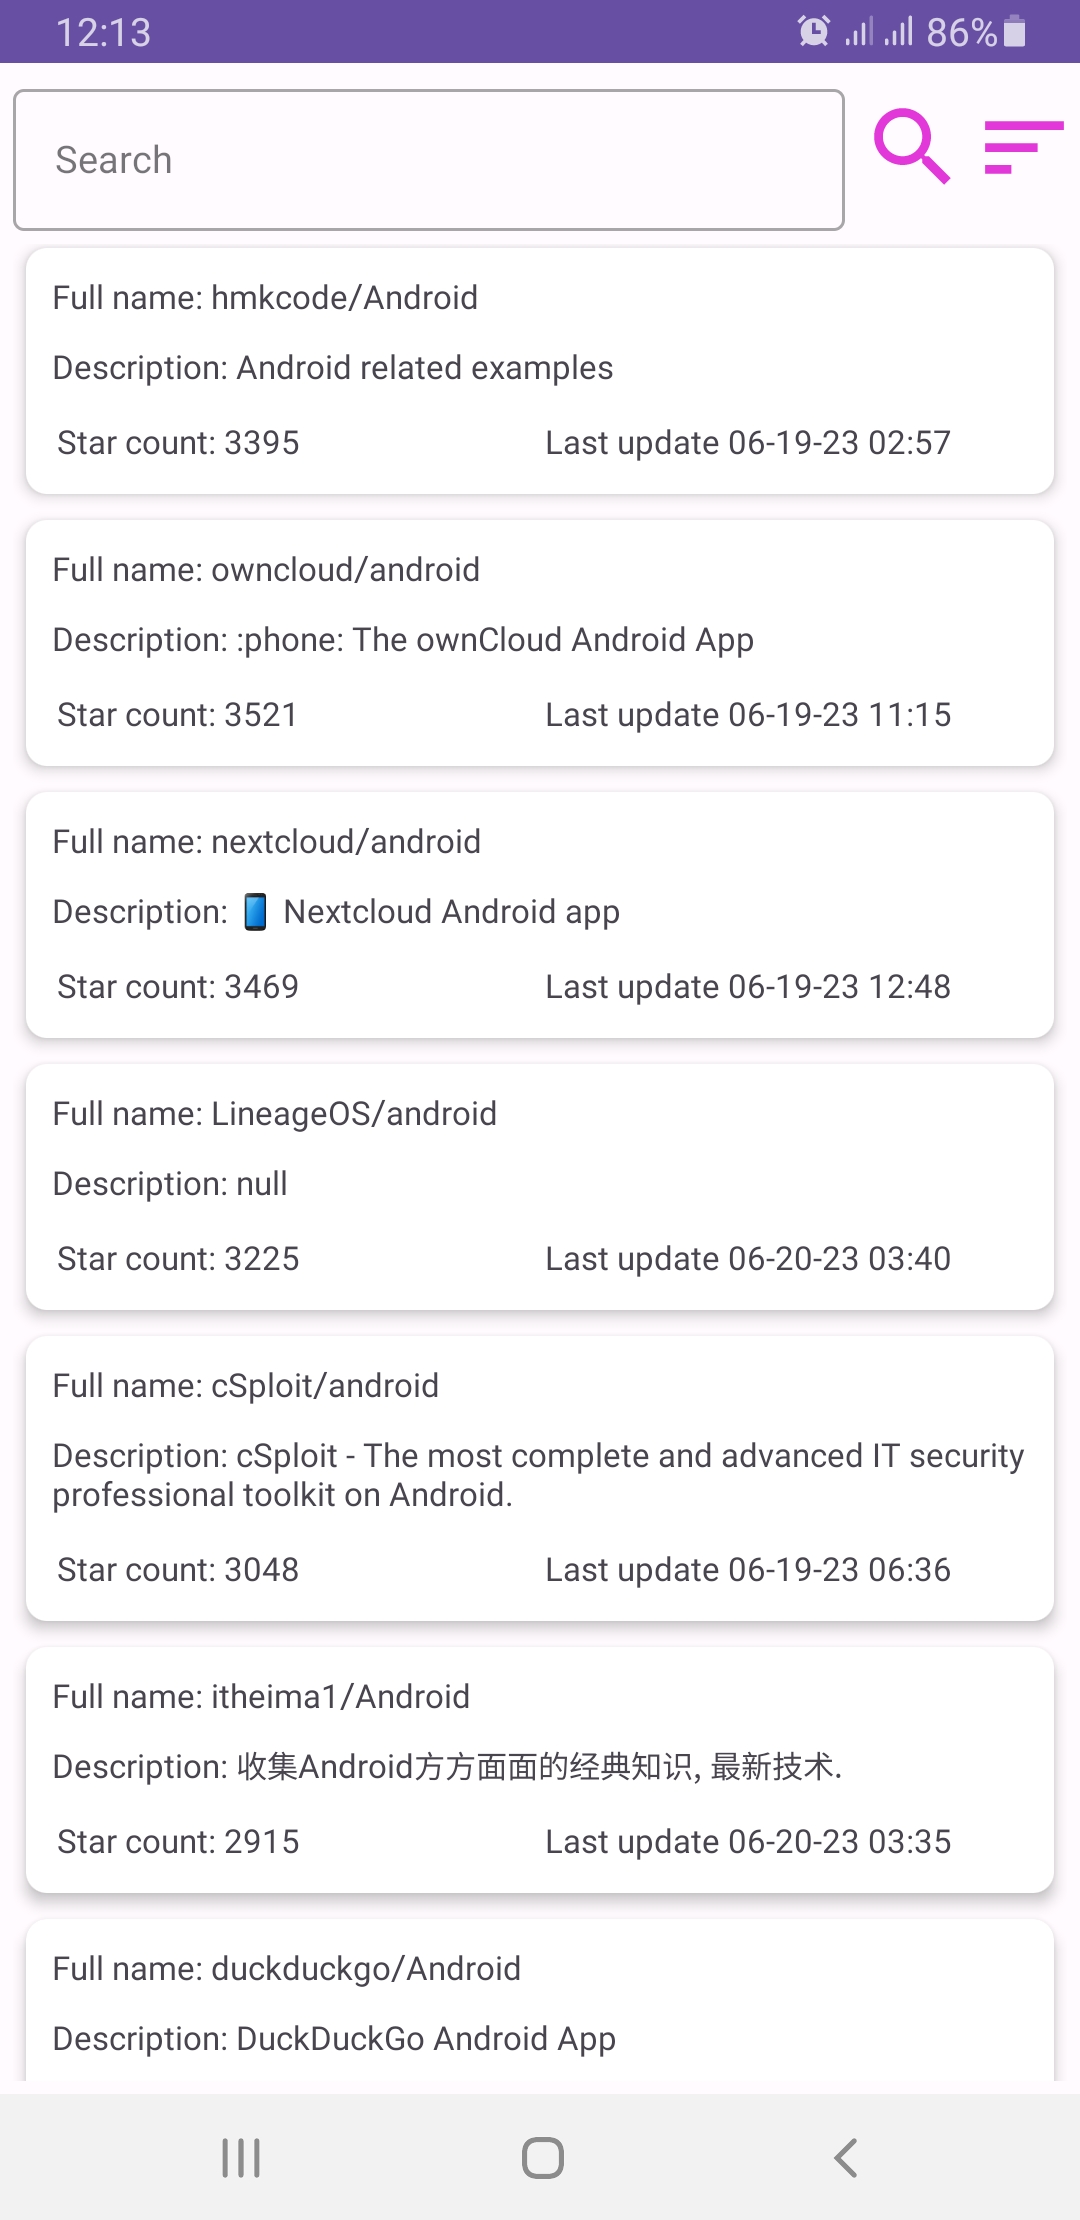 12:13
86%
Search
Full name: hmkcode/Android
Description: Android related examples
Star count: 3395 Last update 06-19-23 02:57
Full name: owncloud/android
Description: :phone: The ownCloud Android App
Star count: 3521 Last update 06-19-23 11:15
Full name: nextcloud/android
Description: 📱 Nextcloud Android app
Star count: 3469 Last update 06-19-23 12:48
Full name: LineageOS/android
Description: null
Star count: 3225 Last update 06-20-23 03:40
Full name: cSploit/android
Description: cSploit - The most complete and advanced IT security
professional toolkit on Android.
Star count: 3048 Last update 06-19-23 06:36
Full name: itheima1/Android
Description: 收集Android方方面面的经典知识, 最新技术.
Star count: 2915 Last update 06-20-23 03:35
Full name: duckduckgo/Android
Description: DuckDuckGo Android App